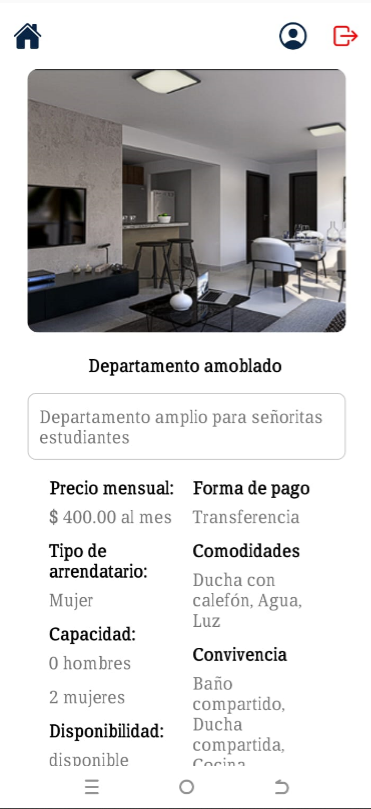 Departamento amoblado
Departamento amplio para señoritas
estudiantes
Precio mensual:
$ 400.00 al mes
Tipo de
arrendatario:
Mujer
Capacidad:
0 hombres
2 mujeres
Disponibilidad:
disponible
Forma de pago
Transferencia
Comodidades
Ducha con
calefón, Agua,
Luz
Convivencia
Baño
compartido,
Ducha
compartida,
Cocina